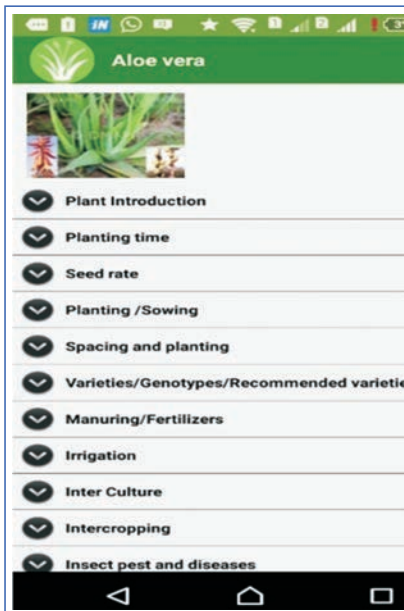 Aloe vera
Plant Introduction
Planting time
Seed rate
Planting /Sowing
Spacing and planting
Varieties/Genotypes/Recommended varietie
Manuring/Fertilizers
Irrigation
Inter Culture
Intercropping
Insect pest and diseases